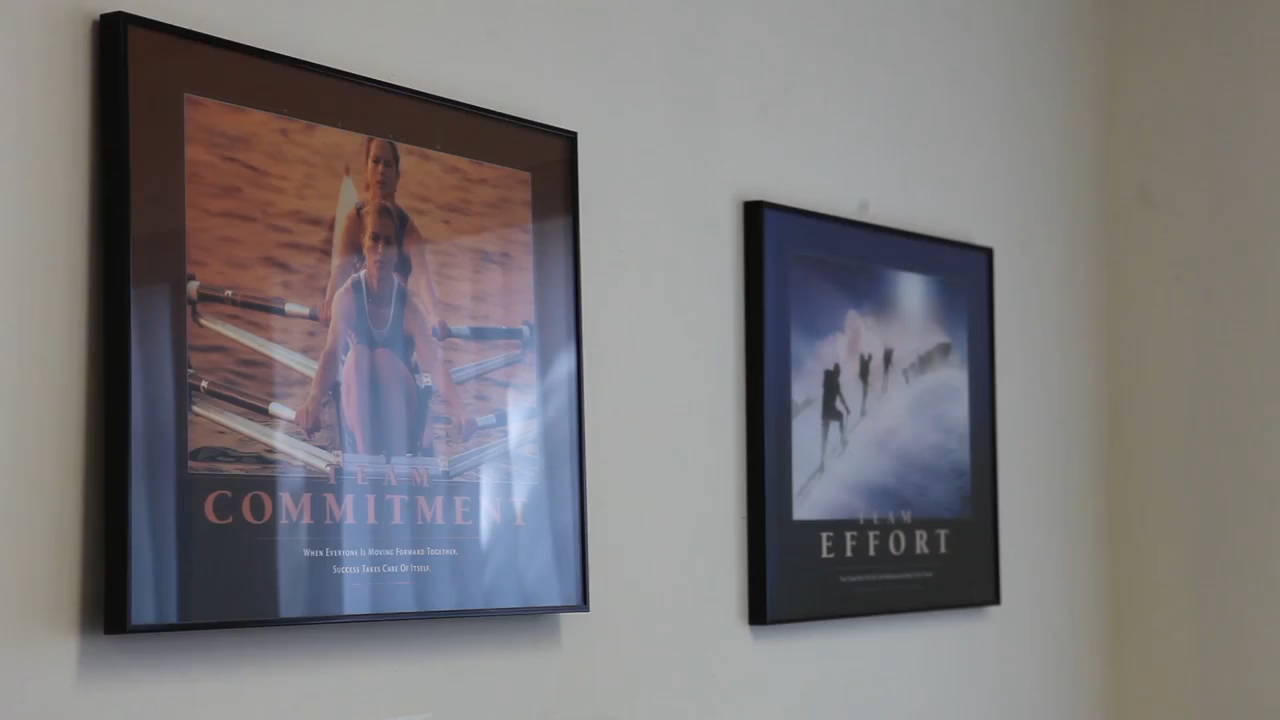 TEAM
COMMITMENT
WHEN EVERYONE IS MOVING FORWARD TOGETHER,
SUCCESS TAKES CARE OF ITSELF.
TEAM
EFFORT